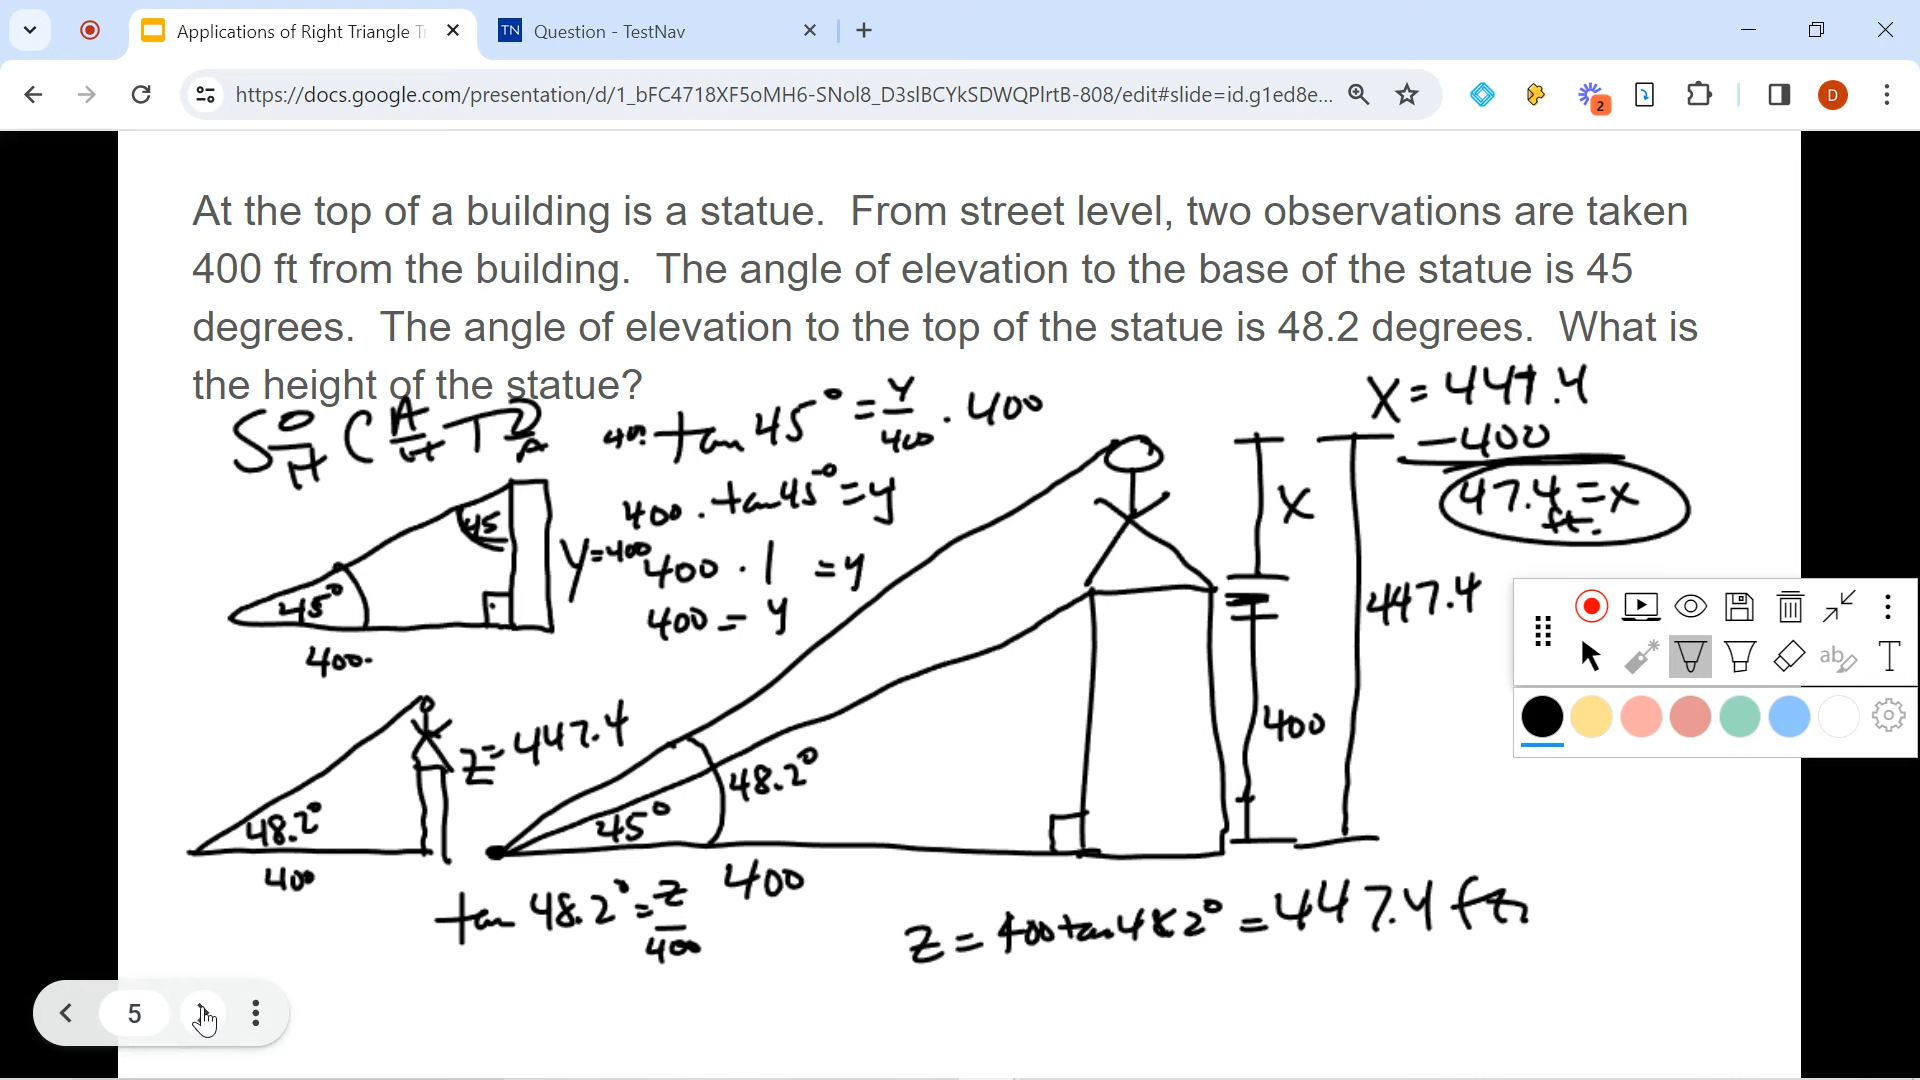 Applications of Right Triangle Tr
TN Question - TestNav
https://docs.google.com/presentation/d/1_bFC4718XF5oMH6-SNol8_D3slBCYkSDWQPlrtB-808/edit#slide=id.g1ed8e...
2
D
At the top of a building is a statue. From street level, two observations are taken
400 ft from the building. The angle of elevation to the base of the statue is 45
degrees. The angle of elevation to the top of the statue is 48.2 degrees. What is
the height of the statue?
S O/H C A/H T O/A
400 · tan 45° = y/400 · 400
400 · tan 45° = y
400 · 1 = y
400 = y
45
45°
y = 400
400
X = 447.4
-400
47.4 = x
ft.
X
447.4
400
48.2°
45°
400
Z = 447.4
48.2°
400
tan 48.2° = z/400
z = 400 tan 48.2° = 447.4 ft
ab
T
5